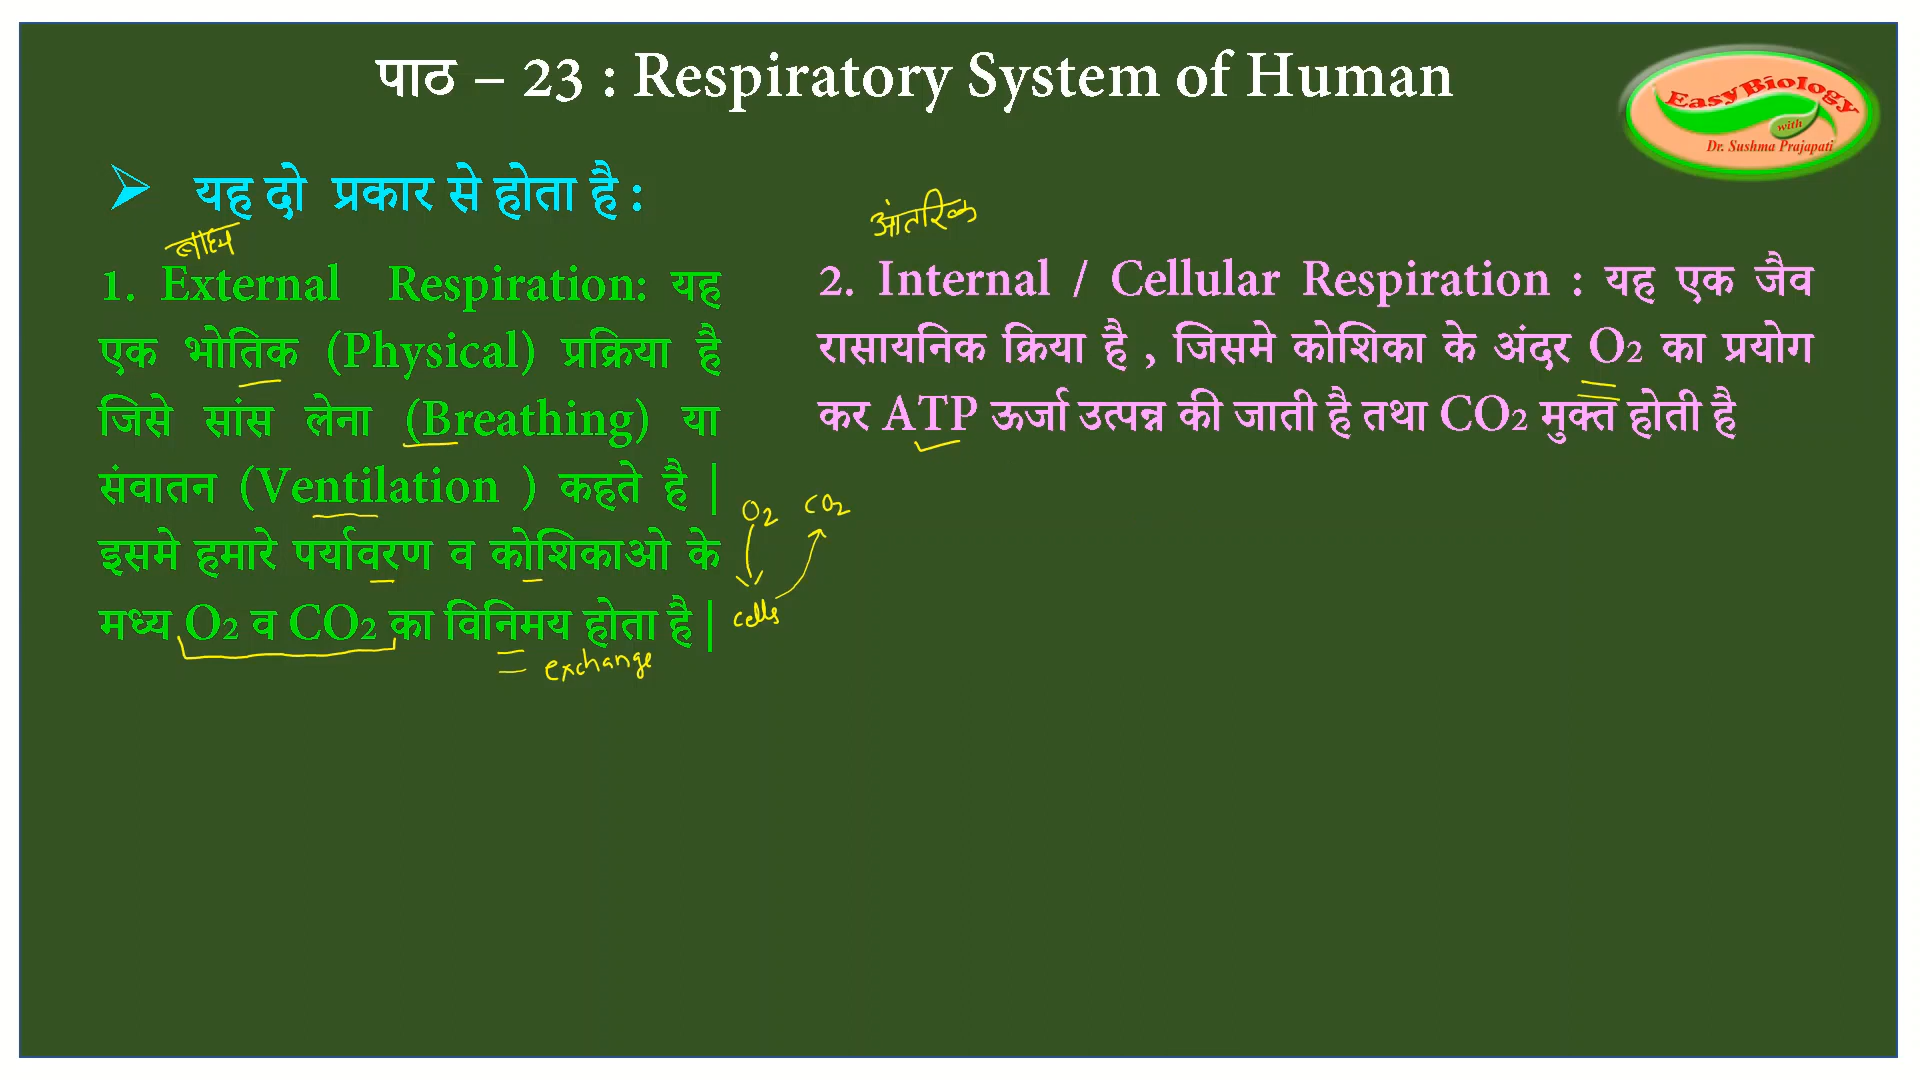 पाठ – 23 : Respiratory System of Human
EasyBiology
with
Dr. Sushma Prajapati
➢ यह दो प्रकार से होता है :
बाह्य
1. External Respiration: यह
एक भोतिक (Physical) प्रक्रिया है
जिसे सांस लेना (Breathing) या
संवातन (Ventilation ) कहते है |
इसमे हमारे पर्यावरण व कोशिकाओ के
मध्य O2 व CO2 का विनिमय होता है |
exchange
O2 CO2
cells
आंतरिक
2. Internal / Cellular Respiration : यह एक जैव
रासायनिक क्रिया है , जिसमे कोशिका के अंदर O2 का प्रयोग
कर ATP ऊर्जा उत्पन्न की जाती है तथा CO2 मुक्त होती है